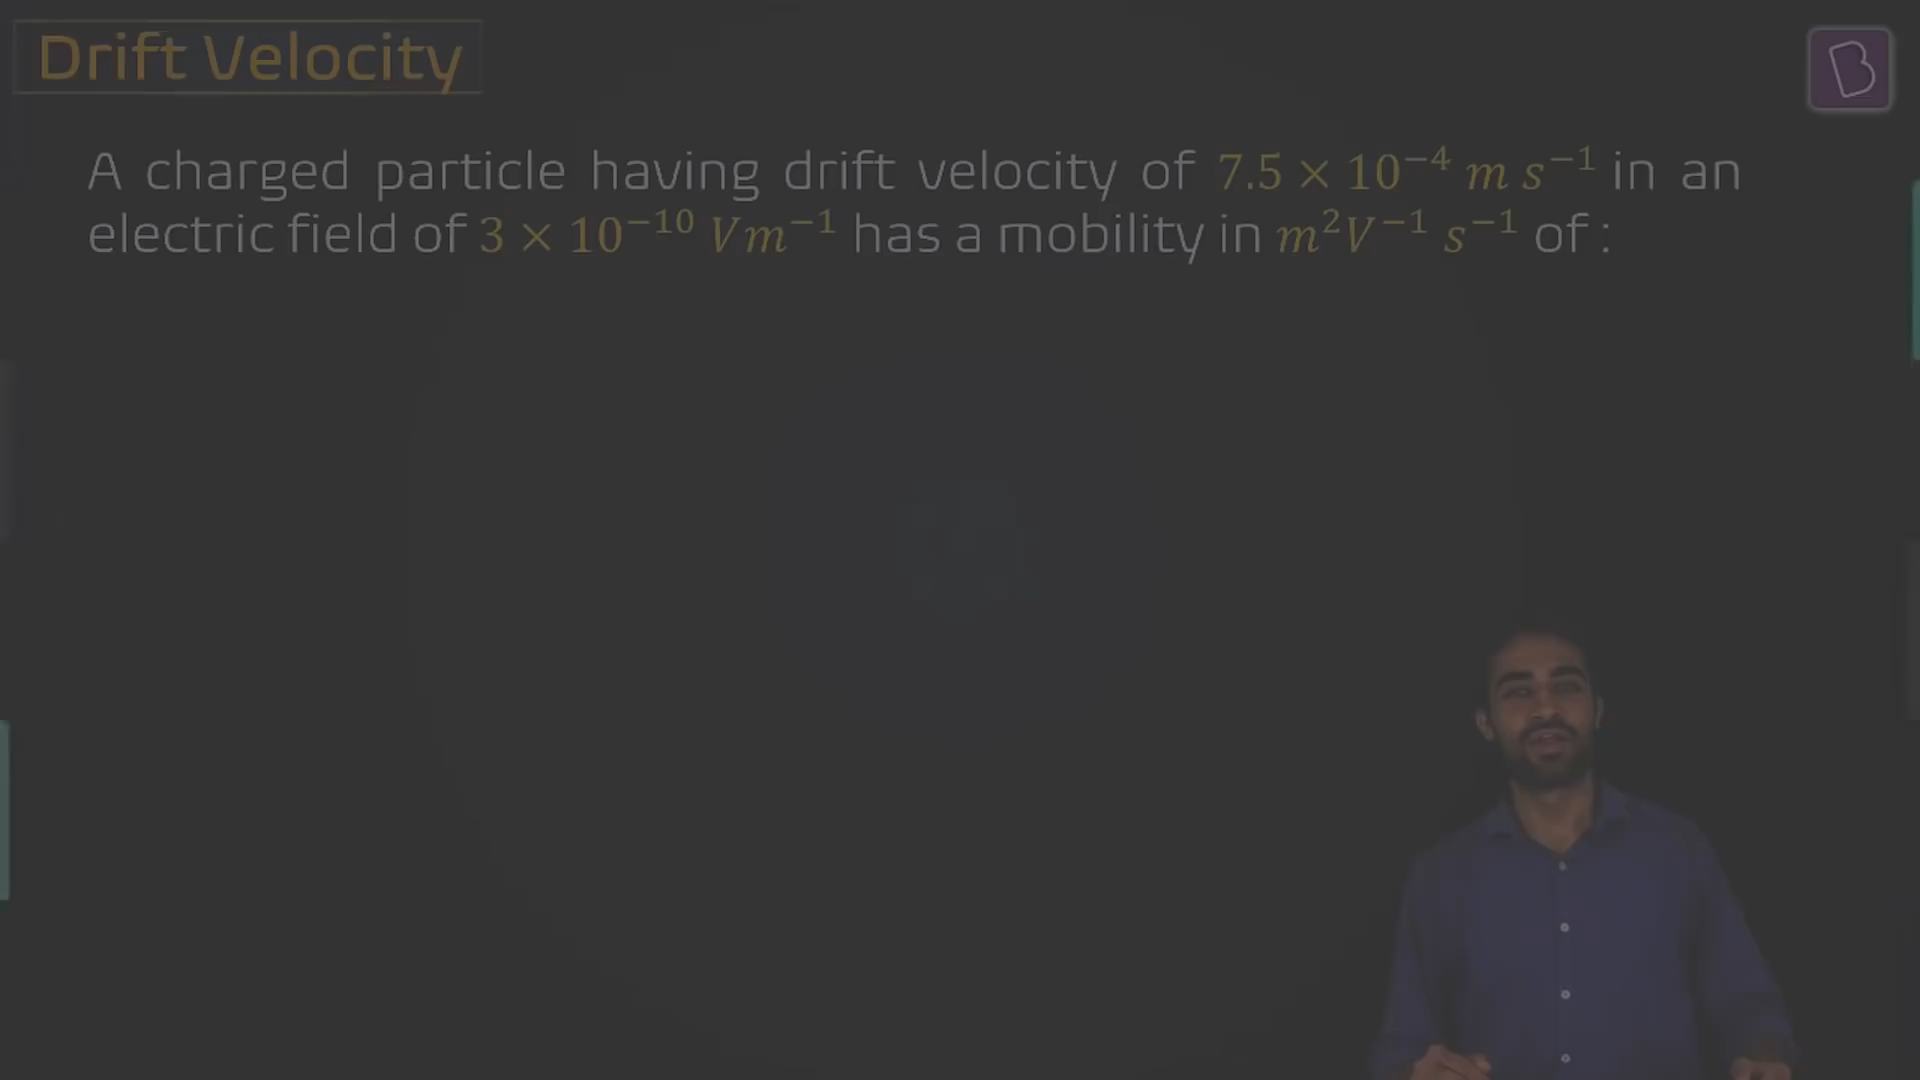 Drift Velocity
B
A charged particle having drift velocity of 7.5 × 10⁻⁴ m s⁻¹ in an
electric field of 3 × 10⁻¹⁰ Vm⁻¹ has a mobility in m²V⁻¹ s⁻¹ of :